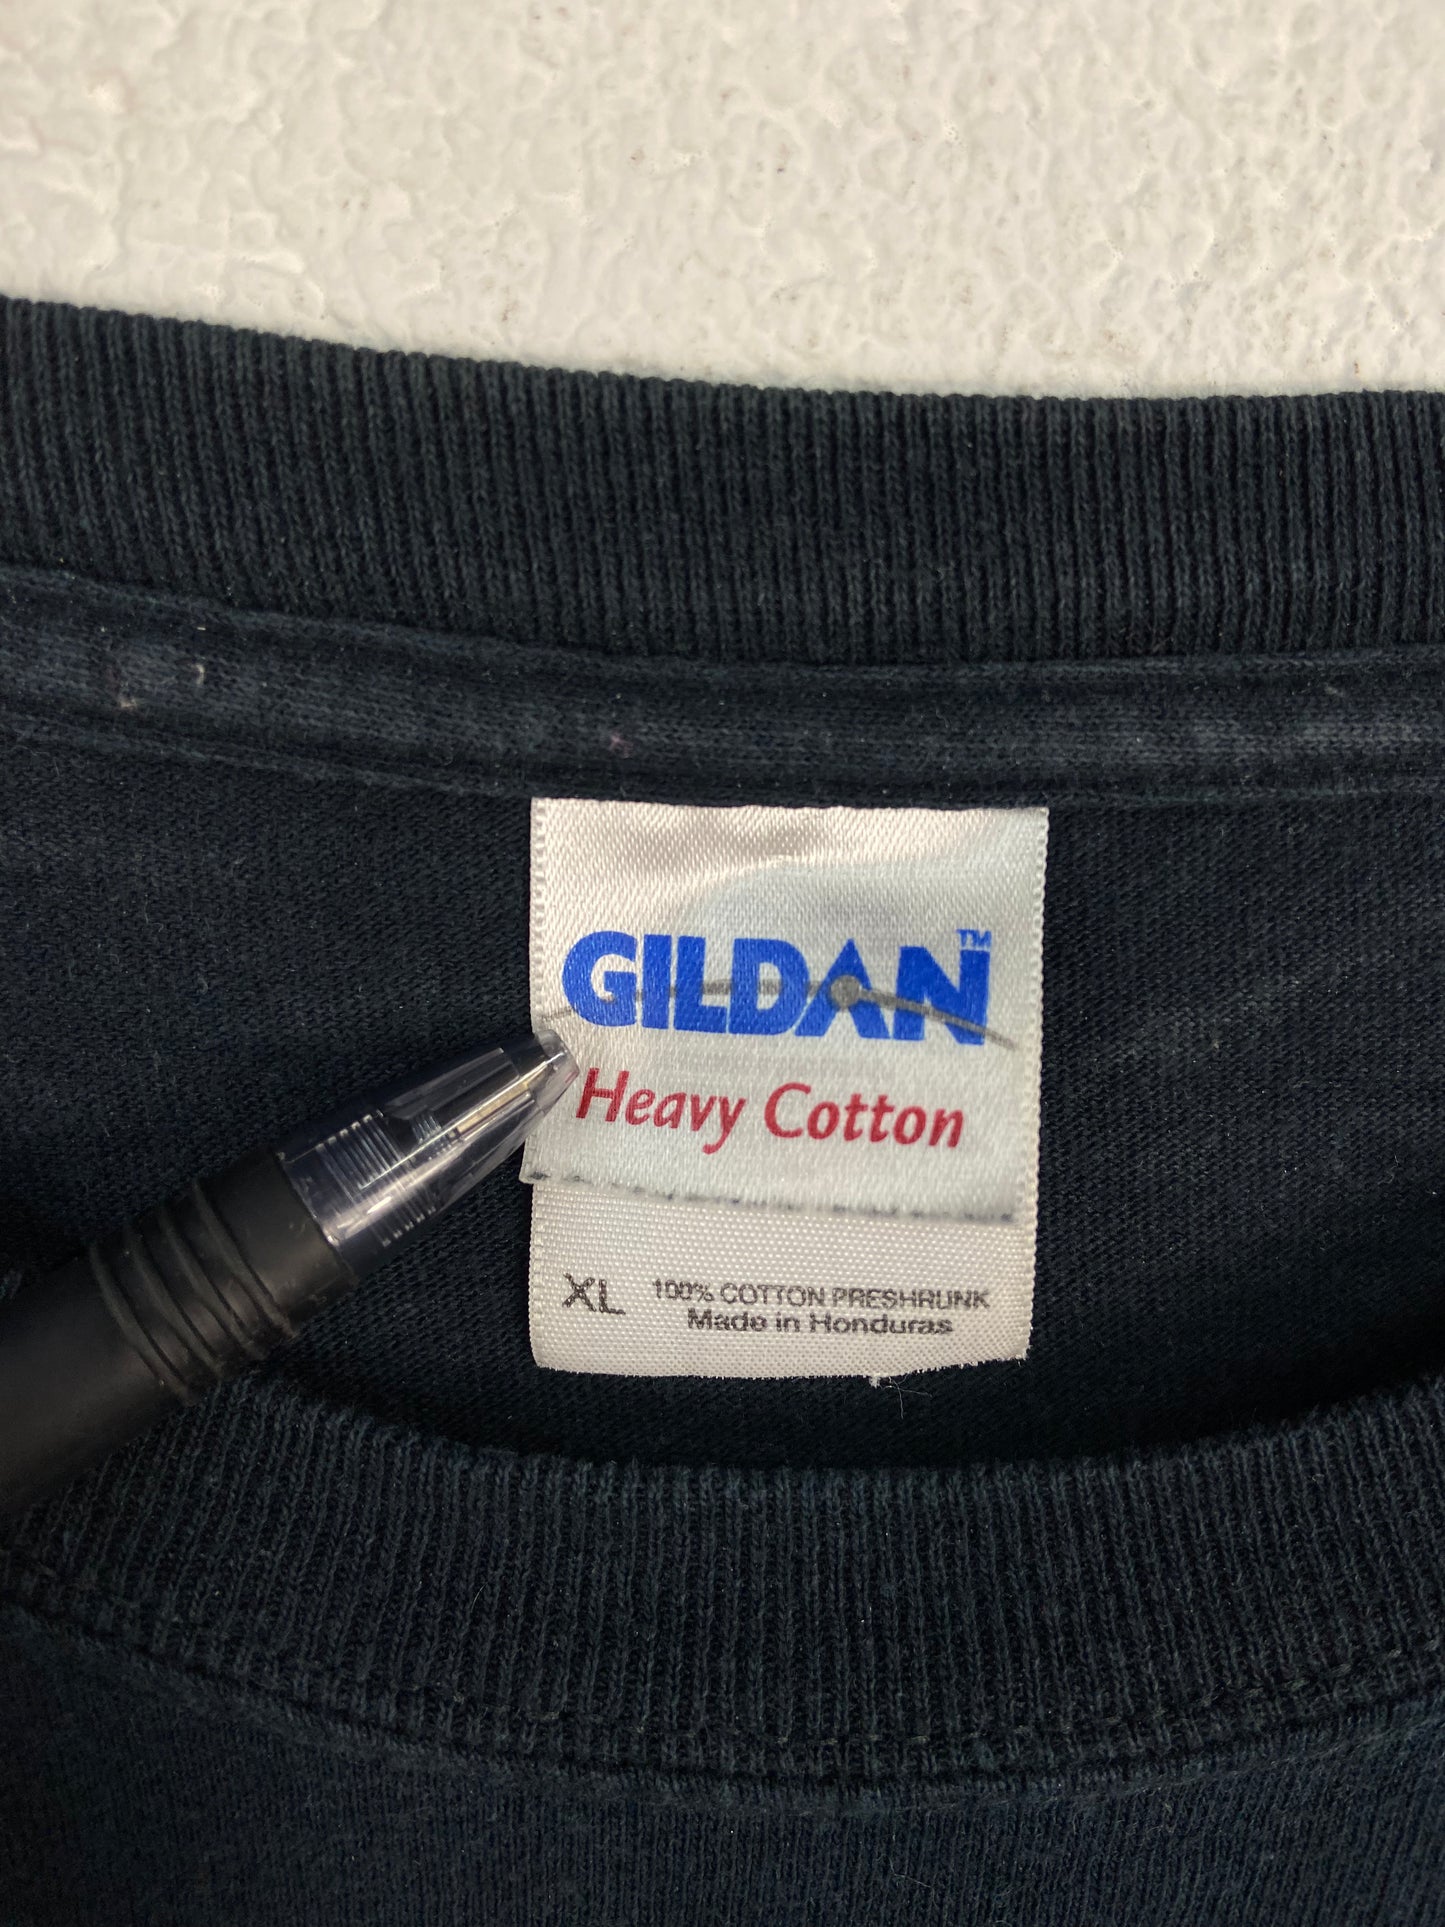 GILDAN™
Heavy Cotton
XL 100% COTTON PRESHRUNK
Made in Honduras